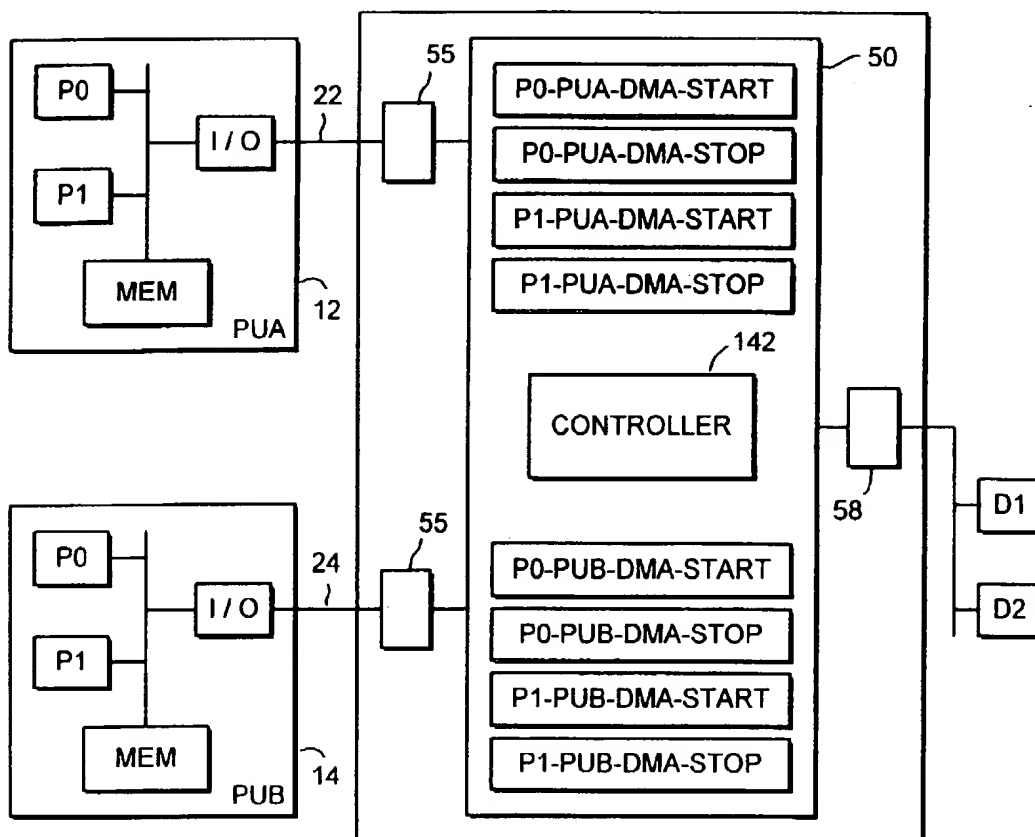 P0
P1
I / O
MEM
PUA
12
22
55
50
P0-PUA-DMA-START
P0-PUA-DMA-STOP
P1-PUA-DMA-START
P1-PUA-DMA-STOP
142
CONTROLLER
58
D1
D2
P0
P1
I / O
MEM
PUB
14
24
55
P0-PUB-DMA-START
P0-PUB-DMA-STOP
P1-PUB-DMA-START
P1-PUB-DMA-STOP